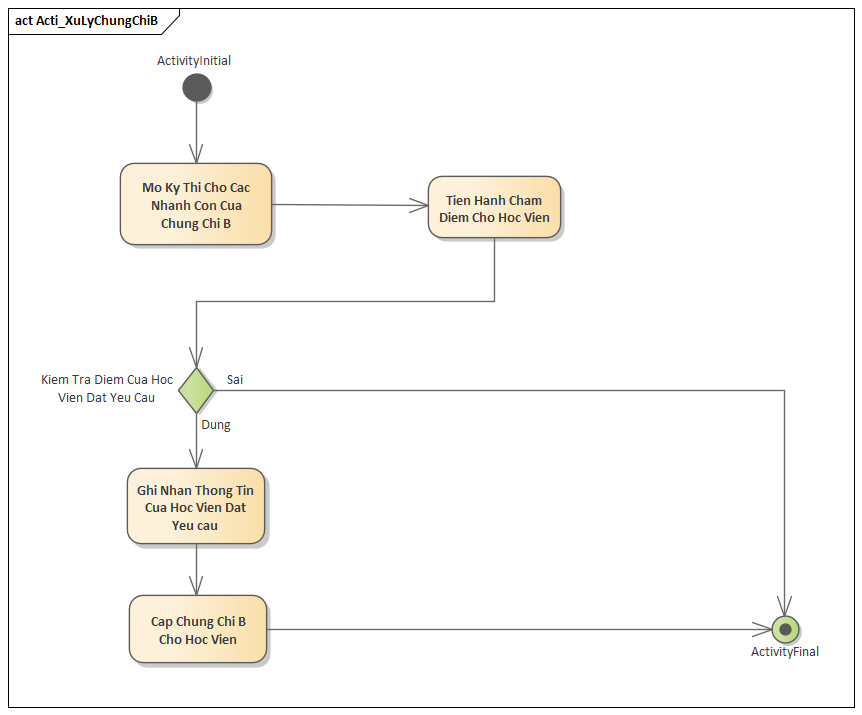 act Acti_XuLyChungChiB
ActivityInitial
Mo Ky Thi Cho Cac
Nhanh Con Cua
Chung Chi B
Tien Hanh Cham
Diem Cho Hoc Vien
Kiem Tra Diem Cua Hoc
Vien Dat Yeu Cau
Sai
Dung
Ghi Nhan Thong Tin
Cua Hoc Vien Dat
Yeu cau
Cap Chung Chi B
Cho Hoc Vien
ActivityFinal